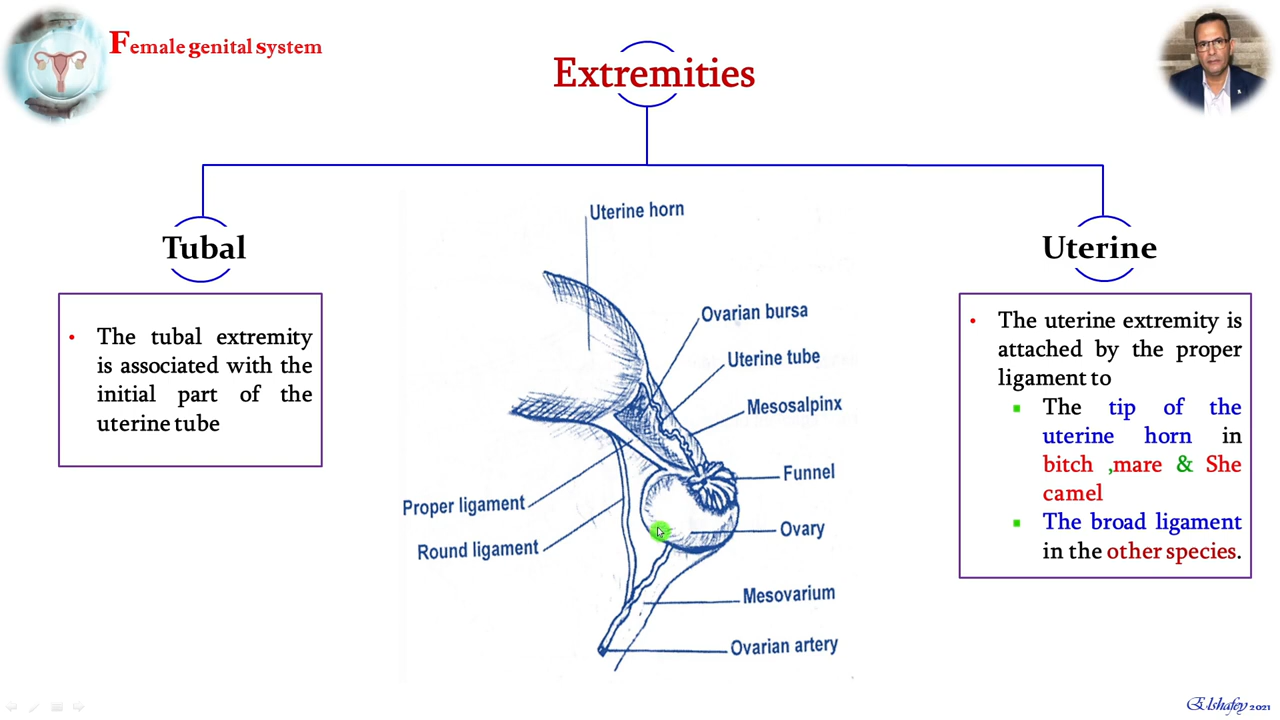 Female genital system
Extremities
Tubal
• The tubal extremity
is associated with the
initial part of the
uterine tube
Uterine horn
Ovarian bursa
Uterine tube
Mesosalpinx
Funnel
Proper ligament
Ovary
Round ligament
Mesovarium
Ovarian artery
Uterine
• The uterine extremity is
attached by the proper
ligament to
▪ The tip of the
uterine horn in
bitch ,mare & She
camel
▪ The broad ligament
in the other species.
Elshafey 2021